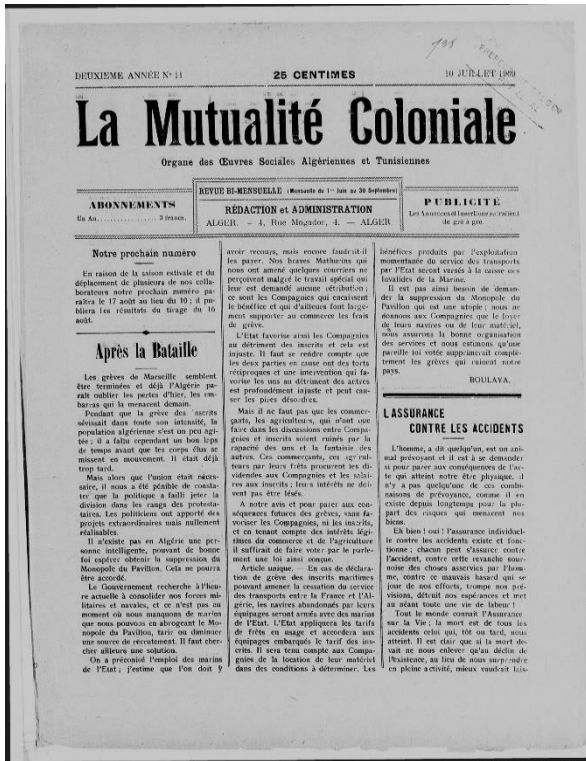 DEUXIEME ANNÉE N° 11
25 CENTIMES
10 JUILLET 1909
La Mutualité Coloniale
Organe des Œuvres Sociales Algériennes et Tunisiennes
ABONNEMENTS
Un An 3 francs.
REVUE BI-MENSUELLE (Mensuelle du 1er Juin au 30 Septembre)
RÉDACTION et ADMINISTRATION
ALGER. — 4, Rue Mogador, 4. — ALGER
PUBLICITÉ
Les Annonces et Insertions se traitent
de gré à gré.
Notre prochain numéro
En raison de la saison estivale et du
déplacement de plusieurs de nos colla-
borateurs notre prochain numéro pa-
raîtra le 17 août au lieu du 10 ; il pu-
bliera les résultats du tirage du 16
août.
Après la Bataille
Les grèves de Marseille semblent
être terminées et déjà l'Algérie pa-
raît oublier les pertes d'hier, les em-
barras qui la menacent demain.
Pendant que la grève des inscrits
sévissait dans toute son intensité, la
population algérienne s'est un peu agi-
tée ; il a fallu cependant un bon laps
de temps avant que les corps élus se
missent en mouvement. Il était déjà
trop tard.
Mais alors que l'union était néces-
saire, il nous a été pénible de consta-
ter que la politique a failli jeter la
division dans les rangs des protesta-
taires. Les politiciens ont apporté des
projets extraordinaires mais nullement
réalisables.
Il n'existe pas en Algérie une per-
sonne intelligente, pouvant de bonne
foi espérer obtenir la suppression du
Monopole du Pavillon. Cela ne pourra
être accordé.
Le Gouvernement recherche à l'heu-
re actuelle à consolider nos forces mi-
litaires et navales, et ce n'est pas au
moment où nous manquons de marins
que nous pouvons en abrogeant le Mo-
nopole du Pavillon, tarir ou diminuer
une source de recrutement. Il faut cher-
cher ailleurs une solution.
On a préconisé l'emploi des marins
de l'Etat ; j'estime que l'on doit y
avoir recours, mais encore faudrait-il
les payer. Nos braves Mathurins qui
nous ont amené quelques courriers ne
perçoivent malgré le travail spécial qui
leur est demandé aucune rétribution ;
ce sont les Compagnies qui encaissent
le bénéfice et qui d'ailleurs font large-
ment supporter au commerce les frais
de grève.
L'Etat favorise ainsi les Compagnies
au détriment des inscrits et cela est
injuste. Il faut se rendre compte que
les deux parties en cause ont des torts
réciproques et une intervention qui fa-
vorise les uns au détriment des autres
est profondément injuste et peut cau-
ser les pires désordres.
Mais il ne faut pas que les commer-
çants, les agriculteurs, qui n'ont que
faire dans les discussions entre Compa-
gnies et inscrits soient ruinés par la
rapacité des uns et la fantaisie des
autres. Ces commerçants, ces agricul-
teurs par leurs frêts procurent les di-
videndes aux Compagnies et les salai-
res aux inscrits ; leurs intérêts ne doi-
vent pas être lésés.
A notre avis et pour parer aux con-
séquences futures des grèves, sans fa-
voriser les Compagnies, ni les inscrits,
et en tenant compte des intérêts légi-
times du commerce et de l'agriculture
il suffirait de faire voter par le parle-
ment une loi ainsi conçue.
Article unique. — En cas de déclara-
tion de grève des inscrits maritimes
pouvant amener la cessation du service
des transports entre la France et l'Al-
gérie, les navires abandonnés par leurs
équipages seront armés avec des marins
de l'Etat. L'Etat appliquera les tarifs
de frêts en usage et accordera aux
équipages embarqués le tarif des ins-
crits. Il sera tenu compte aux Compa-
gnies de la location de leur matériel
dans des conditions à déterminer. Les
bénéfices produits par l'exploitation
momentanée du service des transports
par l'Etat seront versés à la caisse des
Invalides de la Marine.
Il est pas ainsi besoin de deman-
der la suppression du Monopole du
Pavillon qui est une utopie ; nous ne
donnons aux Compagnies que le loyer
de leurs navires ou de leur matériel,
nous assurons la bonne organisation
des services et nous estimons qu'une
pareille loi votée supprimerait complè-
tement les grèves qui ruinent notre
pays.
BOULAYA.
L'ASSURANCE
CONTRE LES ACCIDENTS
L'homme, a dit quelqu'un, est un ani-
mal prévoyant et il est à se demander
si pour parer aux conséquences de l'ac-
te qui atteint notre être physique, il
n'y a pas quelqu'une de ces combi-
naisons de prévoyance, comme il en
existe depuis longtemps pour la plu-
part des risques qui menacent nos
biens.
Eh bien ! oui ! l'assurance individuel-
le contre les accidents existe et fonc-
tionne ; chacun peut s'assurer contre
l'accident, contre cette revanche sour-
noise des choses asservies par l'hom-
me, contre ce mauvais hasard qui se
joue de nos efforts, trompe nos pré-
visions, détruit nos espérances et met
au néant toute une vie de labeur !
Tout le monde connaît l'Assurance
sur la Vie ; la mort est de tous les
accidents celui qui, tôt ou tard, nous
atteint. Il est clair que si la mort de-
vait ne nous enlever qu'au déclin de
l'existence, au lieu de nous surprendre
en pleine activité, mieux vaudrait lais-